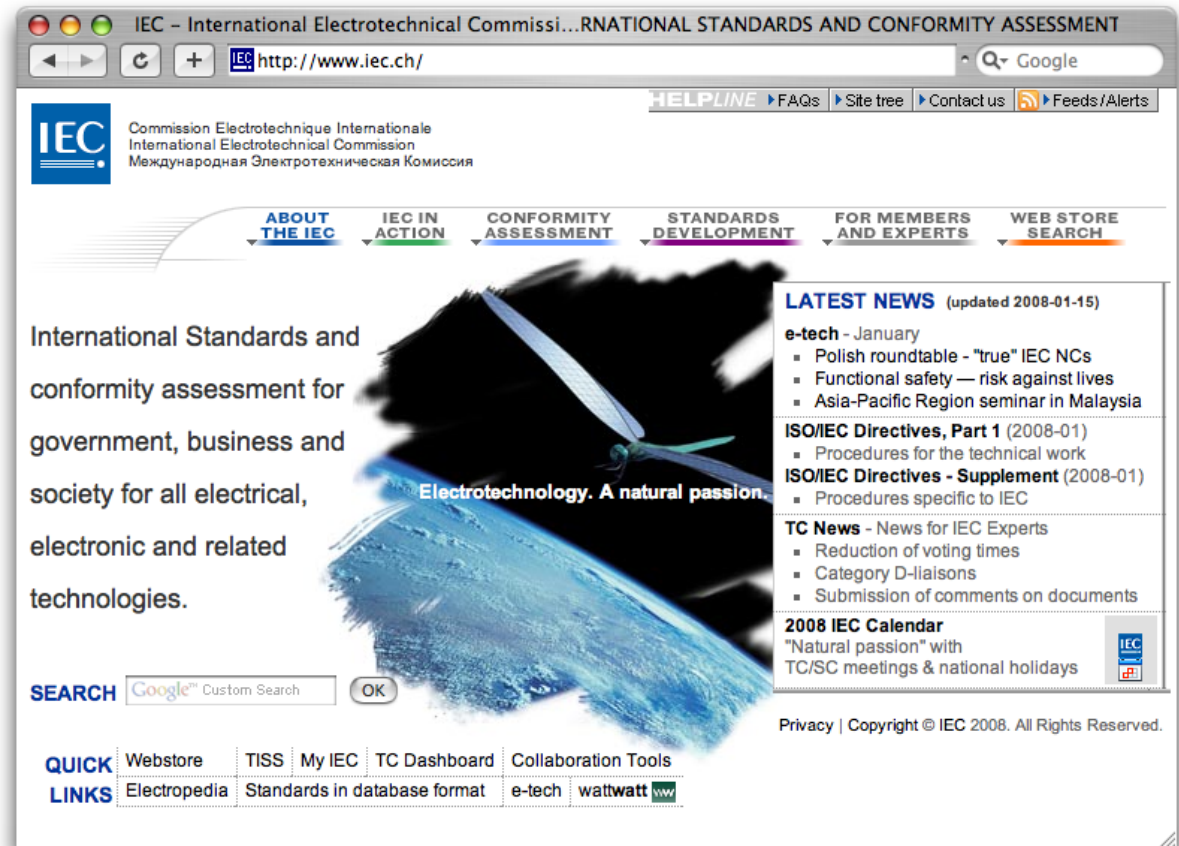 IEC – International Electrotechnical Commissi...RNATIONAL STANDARDS AND CONFORMITY ASSESSMENT
IEC http://www.iec.ch/ Google
HELPLINE FAQs Site tree Contact us Feeds/Alerts
IEC
Commission Electrotechnique Internationale
International Electrotechnical Commission
Международная Электротехническая Комиссия
ABOUT THE IEC
IEC IN ACTION
CONFORMITY ASSESSMENT
STANDARDS DEVELOPMENT
FOR MEMBERS AND EXPERTS
WEB STORE SEARCH
International Standards and
conformity assessment for
government, business and
society for all electrical,
electronic and related
technologies.
Electrotechnology. A natural passion.
LATEST NEWS (updated 2008-01-15)
e-tech - January
Polish roundtable - "true" IEC NCs
Functional safety — risk against lives
Asia-Pacific Region seminar in Malaysia
ISO/IEC Directives, Part 1 (2008-01)
Procedures for the technical work
ISO/IEC Directives - Supplement (2008-01)
Procedures specific to IEC
TC News - News for IEC Experts
Reduction of voting times
Category D-liaisons
Submission of comments on documents
2008 IEC Calendar
"Natural passion" with
TC/SC meetings & national holidays
IEC
SEARCH Google™ Custom Search OK
Privacy | Copyright © IEC 2008. All Rights Reserved.
QUICK LINKS
Webstore TISS My IEC TC Dashboard Collaboration Tools
Electropedia Standards in database format e-tech wattwatt ww